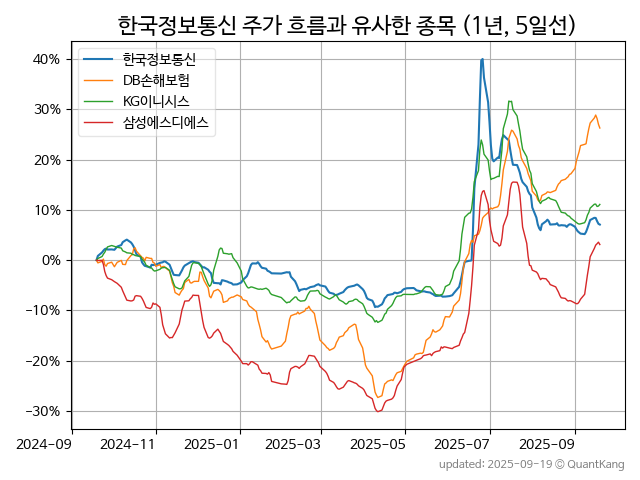 한국정보통신 주가 흐름과 유사한 종목 (1년, 5일선)
한국정보통신
DB손해보험
KG이니시스
삼성에스디에스
40%
30%
20%
10%
0%
−10%
−20%
−30%
2024-09 2024-11 2025-01 2025-03 2025-05 2025-07 2025-09
updated: 2025-09-19 © QuantKang